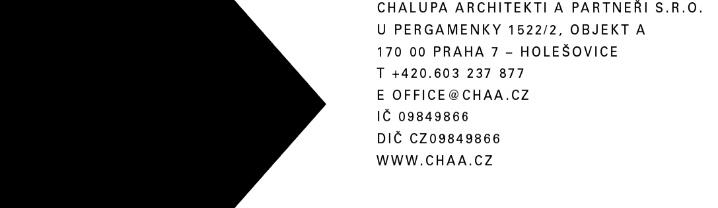 CHALUPA ARCHITEKTI A PARTNEŘI S.R.O.
U PERGAMENKY 1522/2, OBJEKT A
170 00 PRAHA 7 – HOLEŠOVICE
T +420.603 237 877
E OFFICE@CHAA.CZ
IČ 09849866
DIČ CZ09849866
WWW.CHAA.CZ